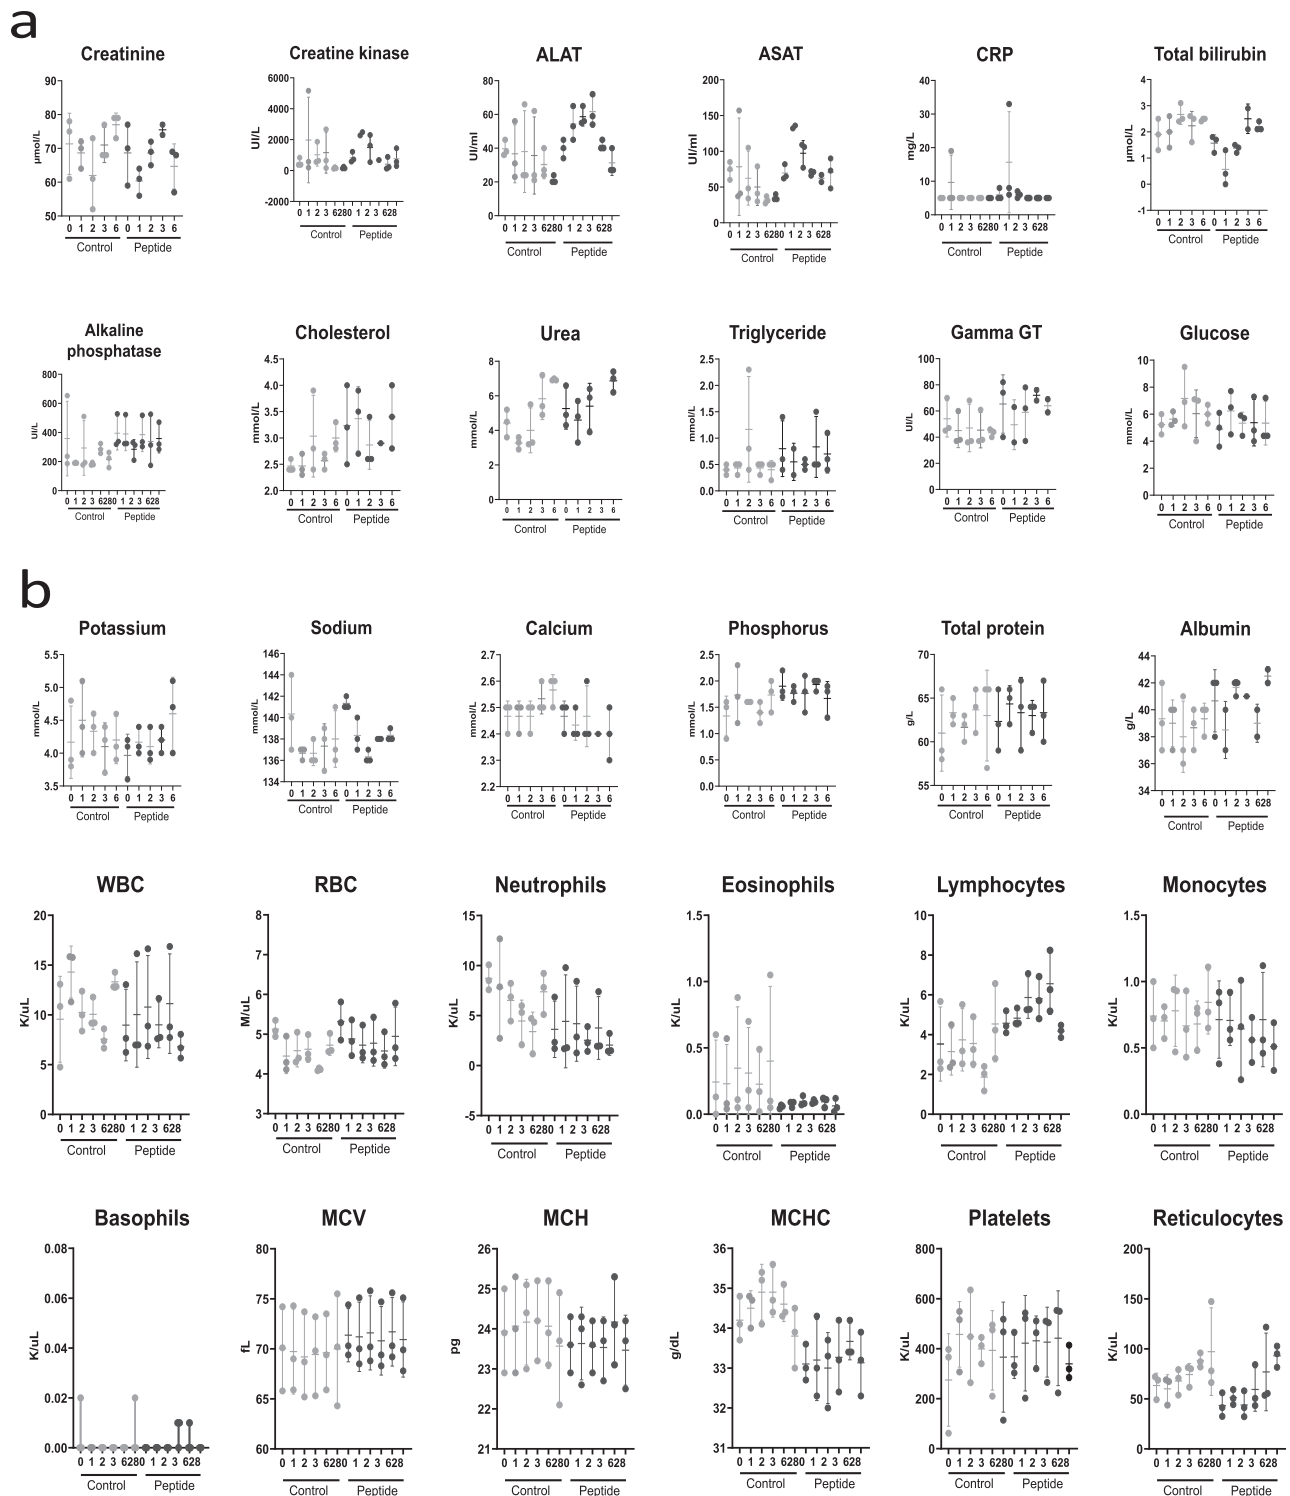 a
Creatinine Creatine kinase ALAT ASAT CRP Total bilirubin
µmol/L 90 80 70 60 50 0 1 2 3 6 0 1 2 3 6 Control Peptide
UI/L 6000 4000 2000 0 -2000 0 1 2 3 6280 1 2 3 628 Control Peptide
UI/ml 80 60 40 20 0 0 1 2 3 6280 1 2 3 628 Control Peptide
UI/ml 200 150 100 50 0 0 1 2 3 6280 1 2 3 628 Control Peptide
mg/L 40 30 20 10 0 0 1 2 3 6280 1 2 3 628 Control Peptide
µmol/L 4 3 2 1 0 -1 0 1 2 3 6 0 1 2 3 6 Control Peptide
Alkaline
phosphatase Cholesterol Urea Triglyceride Gamma GT Glucose
UI/L 800 600 400 200 0 0 1 2 3 6280 1 2 3 628 Control Peptide
mmol/L 4.5 4.0 3.5 3.0 2.5 2.0 0 1 2 3 6 0 1 2 3 6 Control Peptide
mmol/L 8 6 4 2 0 0 1 2 3 6 0 1 2 3 6 Control Peptide
mmol/L 2.5 2.0 1.5 1.0 0.5 0.0 0 1 2 3 6 0 1 2 3 6 Control Peptide
UI/L 100 80 60 40 20 0 0 1 2 3 6 0 1 2 3 6 Control Peptide
mmol/L 10 8 6 4 2 0 0 1 2 3 6 0 1 2 3 6 Control Peptide
b
Potassium Sodium Calcium Phosphorus Total protein Albumin
mmol/L 5.5 5.0 4.5 4.0 3.5 0 1 2 3 6 0 1 2 3 6 Control Peptide
mmol/L 146 144 142 140 138 136 134 0 1 2 3 6 0 1 2 3 6 Control Peptide
mmol/L 2.7 2.6 2.5 2.4 2.3 2.2 0 1 2 3 6 0 1 2 3 6 Control Peptide
mmol/L 2.5 2.0 1.5 1.0 0.5 0.0 0 1 2 3 6 0 1 2 3 6 Control Peptide
g/L 70 65 60 55 0 1 2 3 6 0 1 2 3 6 Control Peptide
g/L 44 42 40 38 36 34 0 1 2 3 6 0 1 2 3 628 Control Peptide
WBC RBC Neutrophils Eosinophils Lymphocytes Monocytes
K/uL 20 15 10 5 0 0 1 2 3 6280 1 2 3 628 Control Peptide
M/uL 8 7 6 5 4 3 0 1 2 3 6280 1 2 3 628 Control Peptide
K/uL 15 10 5 0 -5 0 1 2 3 6280 1 2 3 628 Control Peptide
K/uL 1.5 1.0 0.5 0.0 0 1 2 3 6280 1 2 3 628 Control Peptide
K/uL 10 8 6 4 2 0 0 1 2 3 6280 1 2 3 628 Control Peptide
K/uL 1.5 1.0 0.5 0.0 0 1 2 3 6280 1 2 3 628 Control Peptide
Basophils MCV MCH MCHC Platelets Reticulocytes
K/uL 0.08 0.06 0.04 0.02 0.00 0 1 2 3 6280 1 2 3 628 Control Peptide
fL 80 75 70 65 60 0 1 2 3 6280 1 2 3 628 Control Peptide
pg 26 25 24 23 22 21 0 1 2 3 6280 1 2 3 628 Control Peptide
g/dL 36 35 34 33 32 31 0 1 2 3 6280 1 2 3 628 Control Peptide
K/uL 800 600 400 200 0 0 1 2 3 6280 1 2 3 628 Control Peptide
K/uL 200 150 100 50 0 0 1 2 3 6280 1 2 3 628 Control Peptide